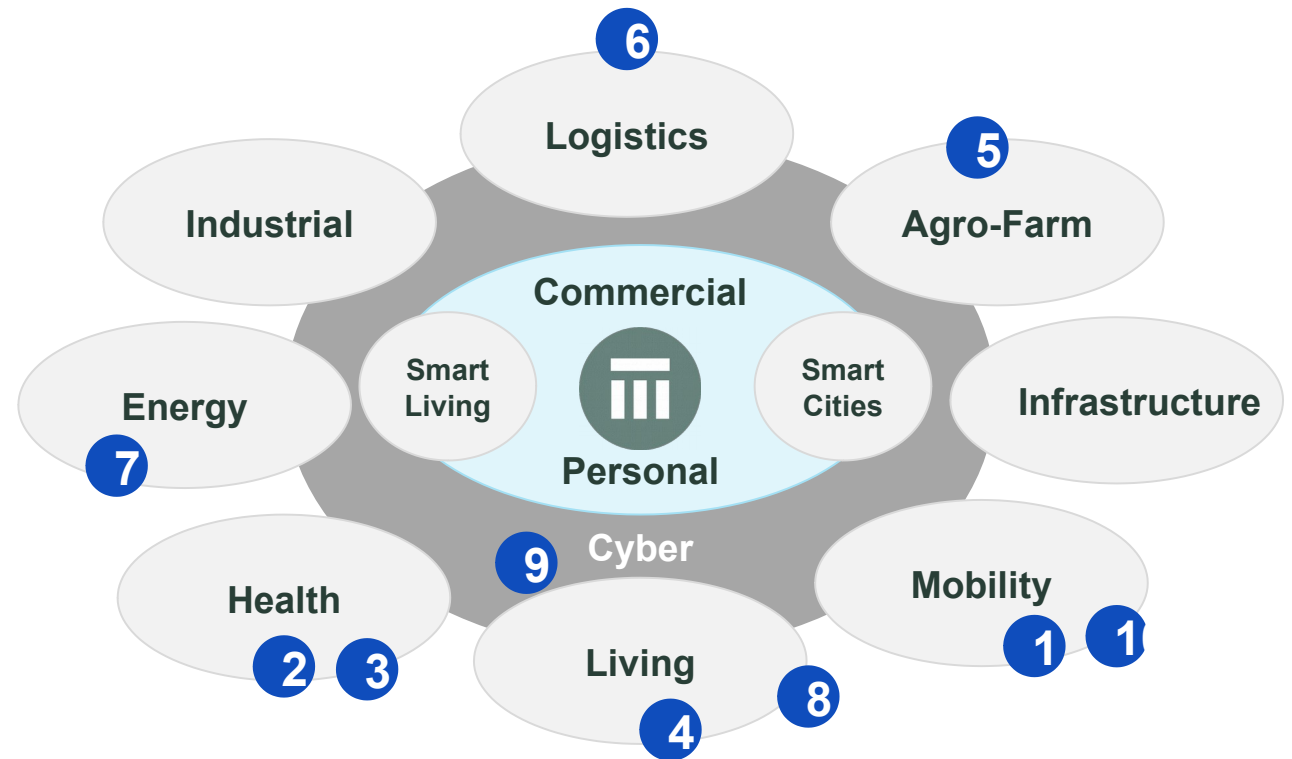 6
Logistics
5
Industrial
Agro-Farm
Commercial
Smart
Living
Smart
Cities
Energy
Infrastructure
7
Personal
Cyber
9
Health
Mobility
2
3
Living
1
4
8